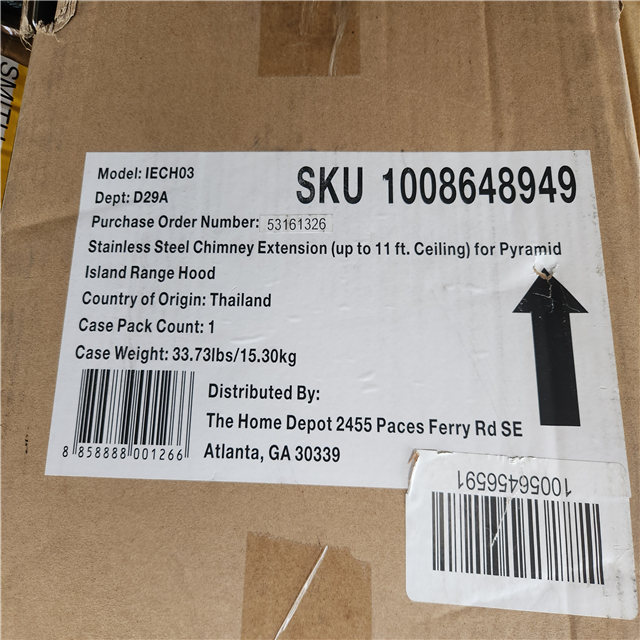 SMITH
Model: IECH03
SKU 1008648949
Dept: D29A
Purchase Order Number: 53161326
Stainless Steel Chimney Extension (up to 11 ft. Ceiling) for Pyramid
Island Range Hood
Country of Origin: Thailand
Case Pack Count: 1
Case Weight: 33.73lbs/15.30kg
Distributed By:
The Home Depot 2455 Paces Ferry Rd SE
Atlanta, GA 30339
8 858888 001266
10056456591